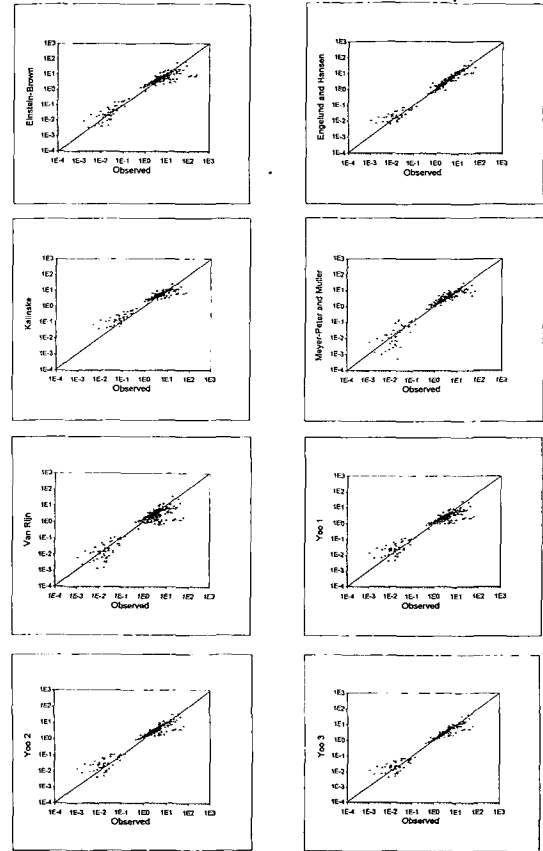 1E3
1E2
1E1
1E0
1E-1
1E-2
1E-3
1E-4
Einstein-Brown
1E-4 1E-3 1E-2 1E-1 1E0 1E1 1E2 1E3
Observed
1E3
1E2
1E1
1E0
1E-1
1E-2
1E-3
1E-4
Engelund and Hansen
1E-4 1E-3 1E-2 1E-1 1E0 1E1 1E2 1E3
Observed
1E3
1E2
1E1
1E0
1E-1
1E-2
1E-3
1E-4
Kalinske
1E-4 1E-3 1E-2 1E-1 1E0 1E1 1E2 1E3
Observed
1E3
1E2
1E1
1E0
1E-1
1E-2
1E-3
1E-4
Meyer-Peter and Muller
1E-4 1E-3 1E-2 1E-1 1E0 1E1 1E2 1E3
Observed
1E3
1E2
1E1
1E0
1E-1
1E-2
1E-3
1E-4
Van Rijn
1E-4 1E-3 1E-2 1E-1 1E0 1E1 1E2 1E3
Observed
1E3
1E2
1E1
1E0
1E-1
1E-2
1E-3
1E-4
Yoo 1
1E-4 1E-3 1E-2 1E-1 1E0 1E1 1E2 1E3
Observed
1E3
1E2
1E1
1E0
1E-1
1E-2
1E-3
1E-4
Yoo 2
1E-4 1E-3 1E-2 1E-1 1E0 1E1 1E2 1E3
Observed
1E3
1E2
1E1
1E0
1E-1
1E-2
1E-3
1E-4
Yoo 3
1E-4 1E-3 1E-2 1E-1 1E0 1E1 1E2 1E3
Observed